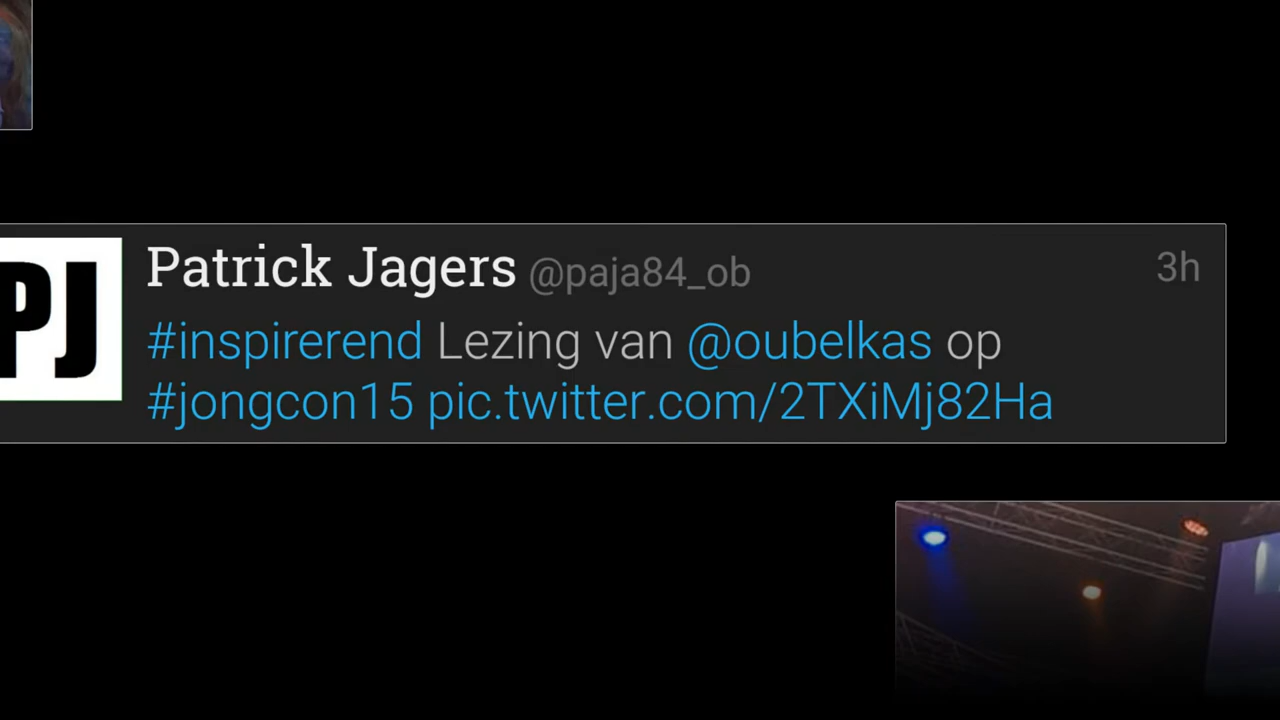 PJ
Patrick Jagers @paja84_ob 3h
#inspirerend Lezing van @oubelkas op
#jongcon15 pic.twitter.com/2TXiMj82Ha